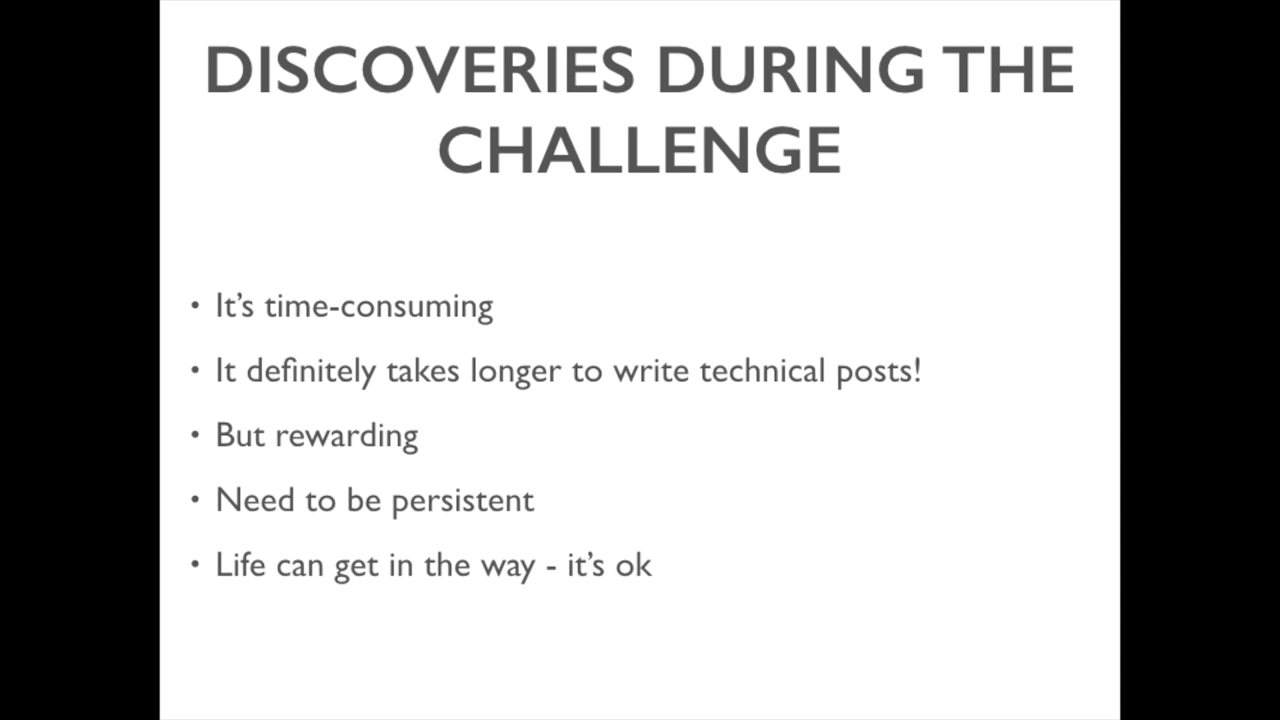 DISCOVERIES DURING THE
CHALLENGE
• It’s time-consuming
• It definitely takes longer to write technical posts!
• But rewarding
• Need to be persistent
• Life can get in the way - it’s ok